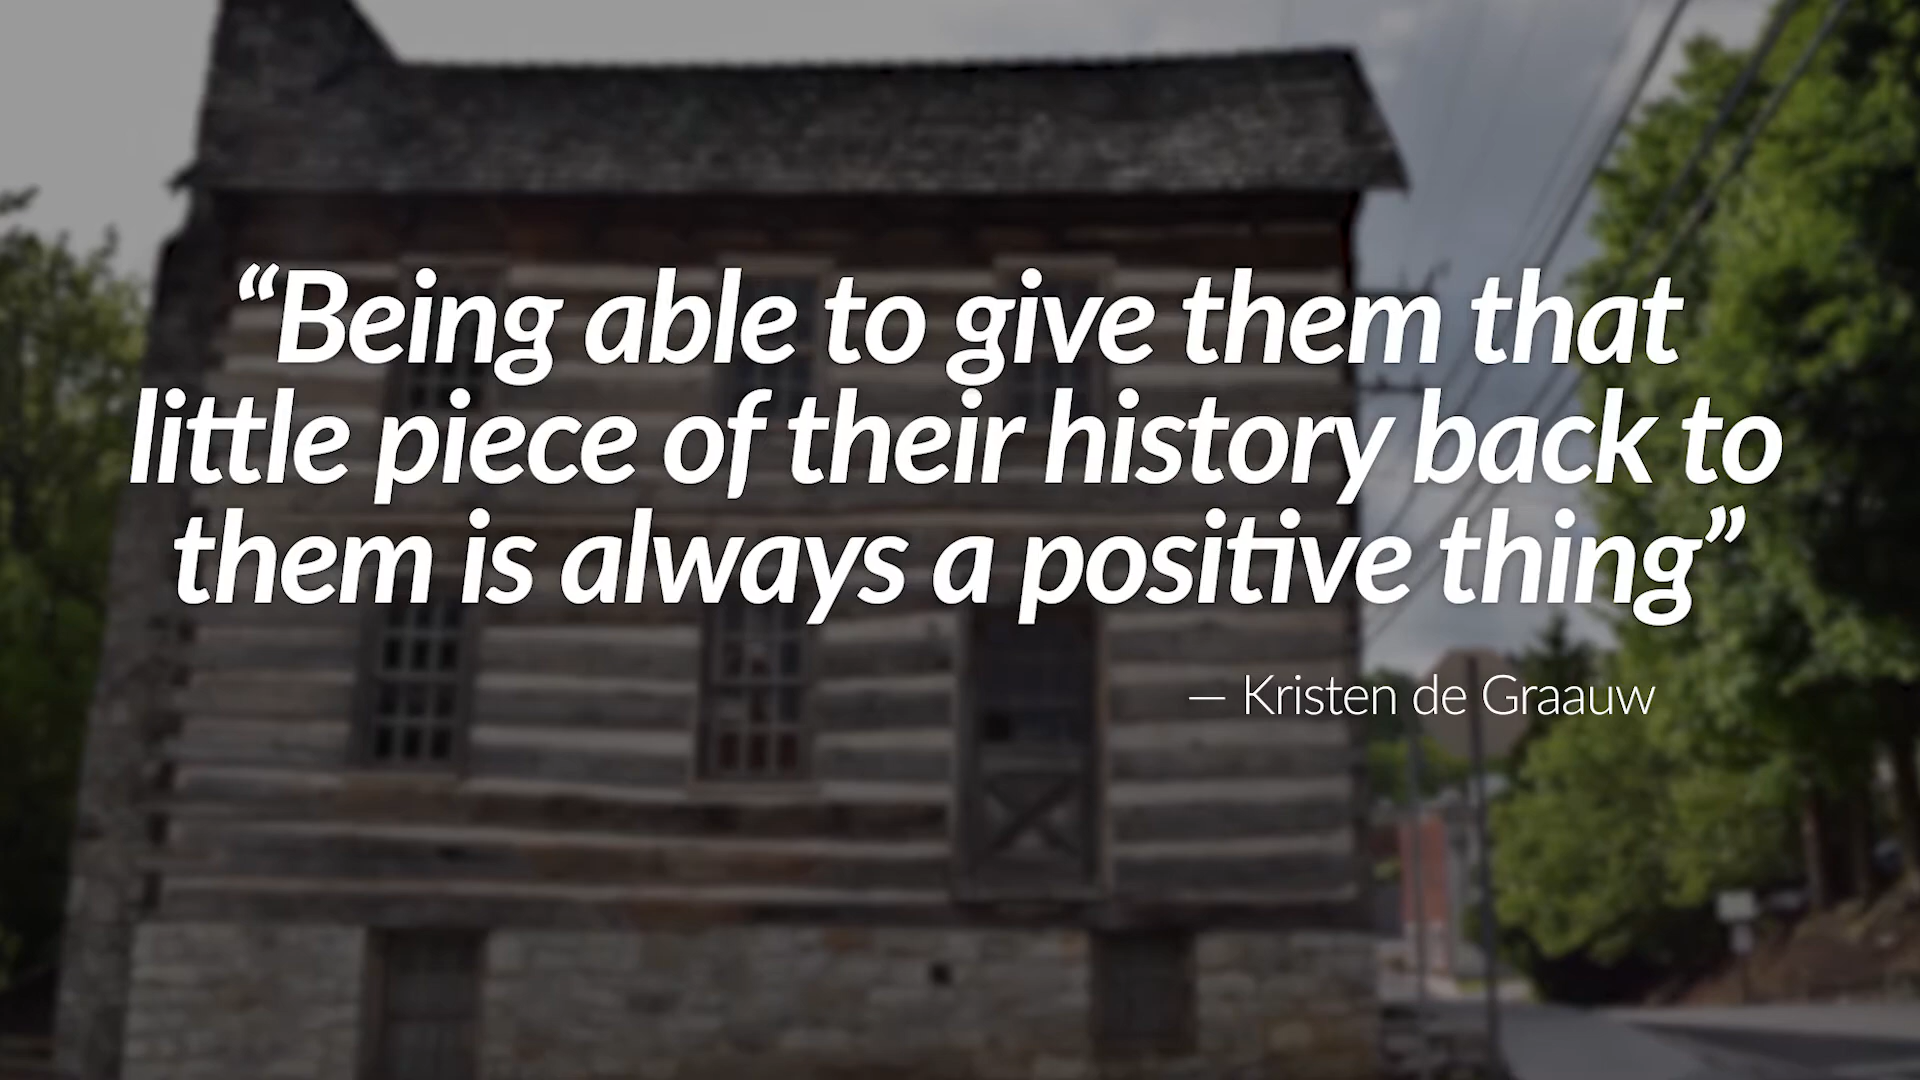 “Being able to give them that
little piece of their history back to
them is always a positive thing”
— Kristen de Graauw